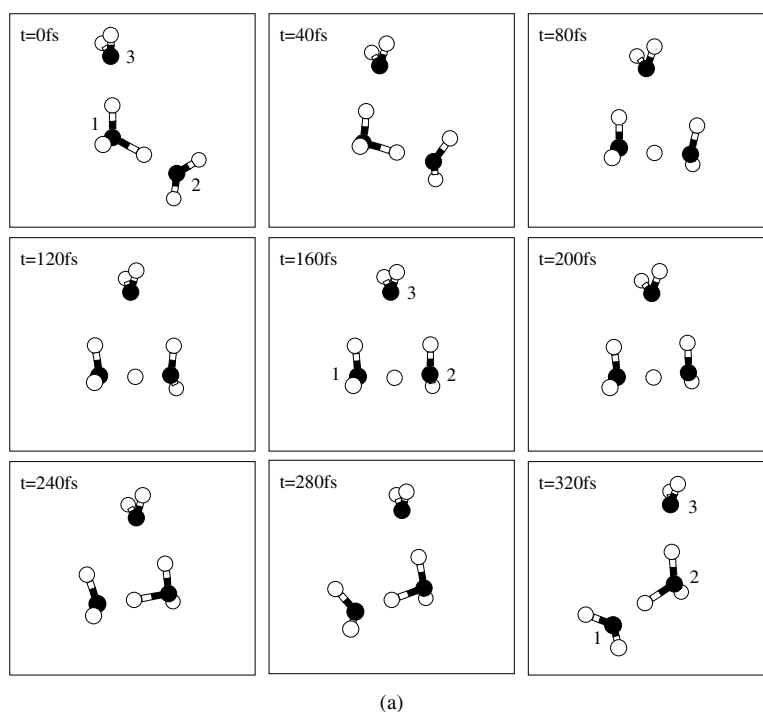 t=0fs
3
1
2
t=40fs
t=80fs
t=120fs
t=160fs
3
1
2
t=200fs
t=240fs
t=280fs
t=320fs
3
2
1
(a)